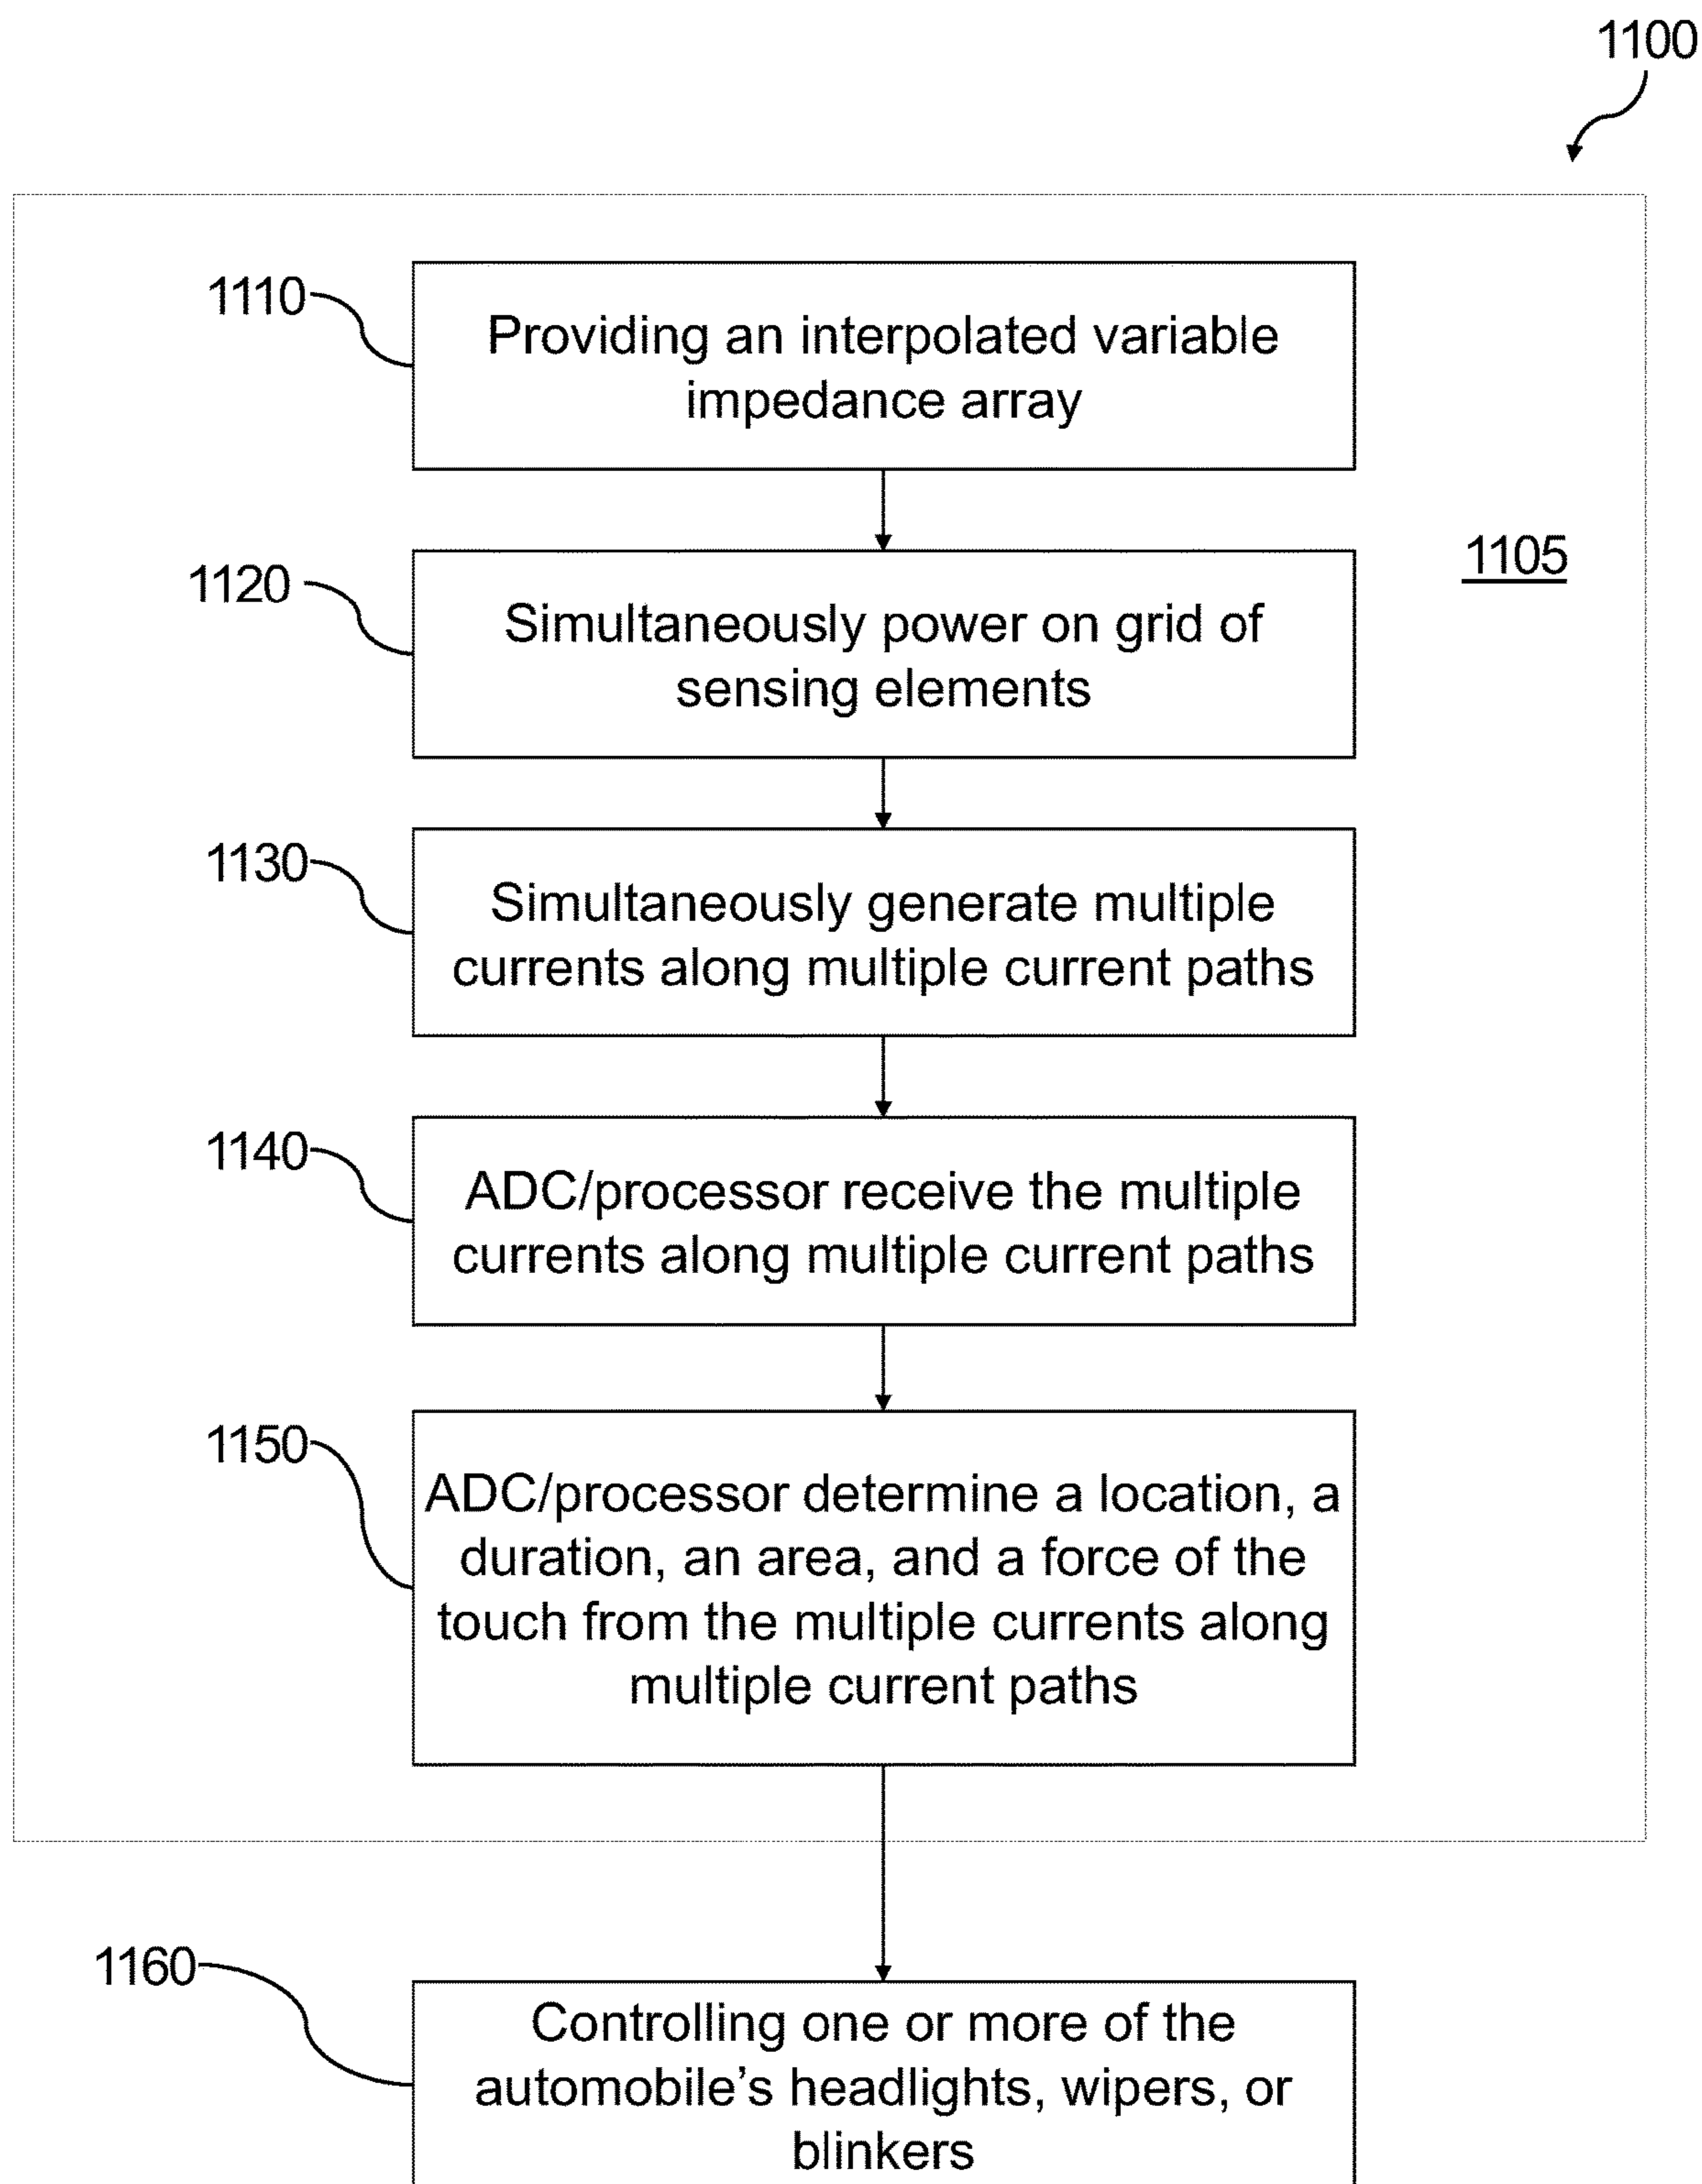 1100
1110
Providing an interpolated variable
impedance array
1105
1120
Simultaneously power on grid of
sensing elements
1130
Simultaneously generate multiple
currents along multiple current paths
1140
ADC/processor receive the multiple
currents along multiple current paths
1150
ADC/processor determine a location, a
duration, an area, and a force of the
touch from the multiple currents along
multiple current paths
1160
Controlling one or more of the
automobile’s headlights, wipers, or
blinkers